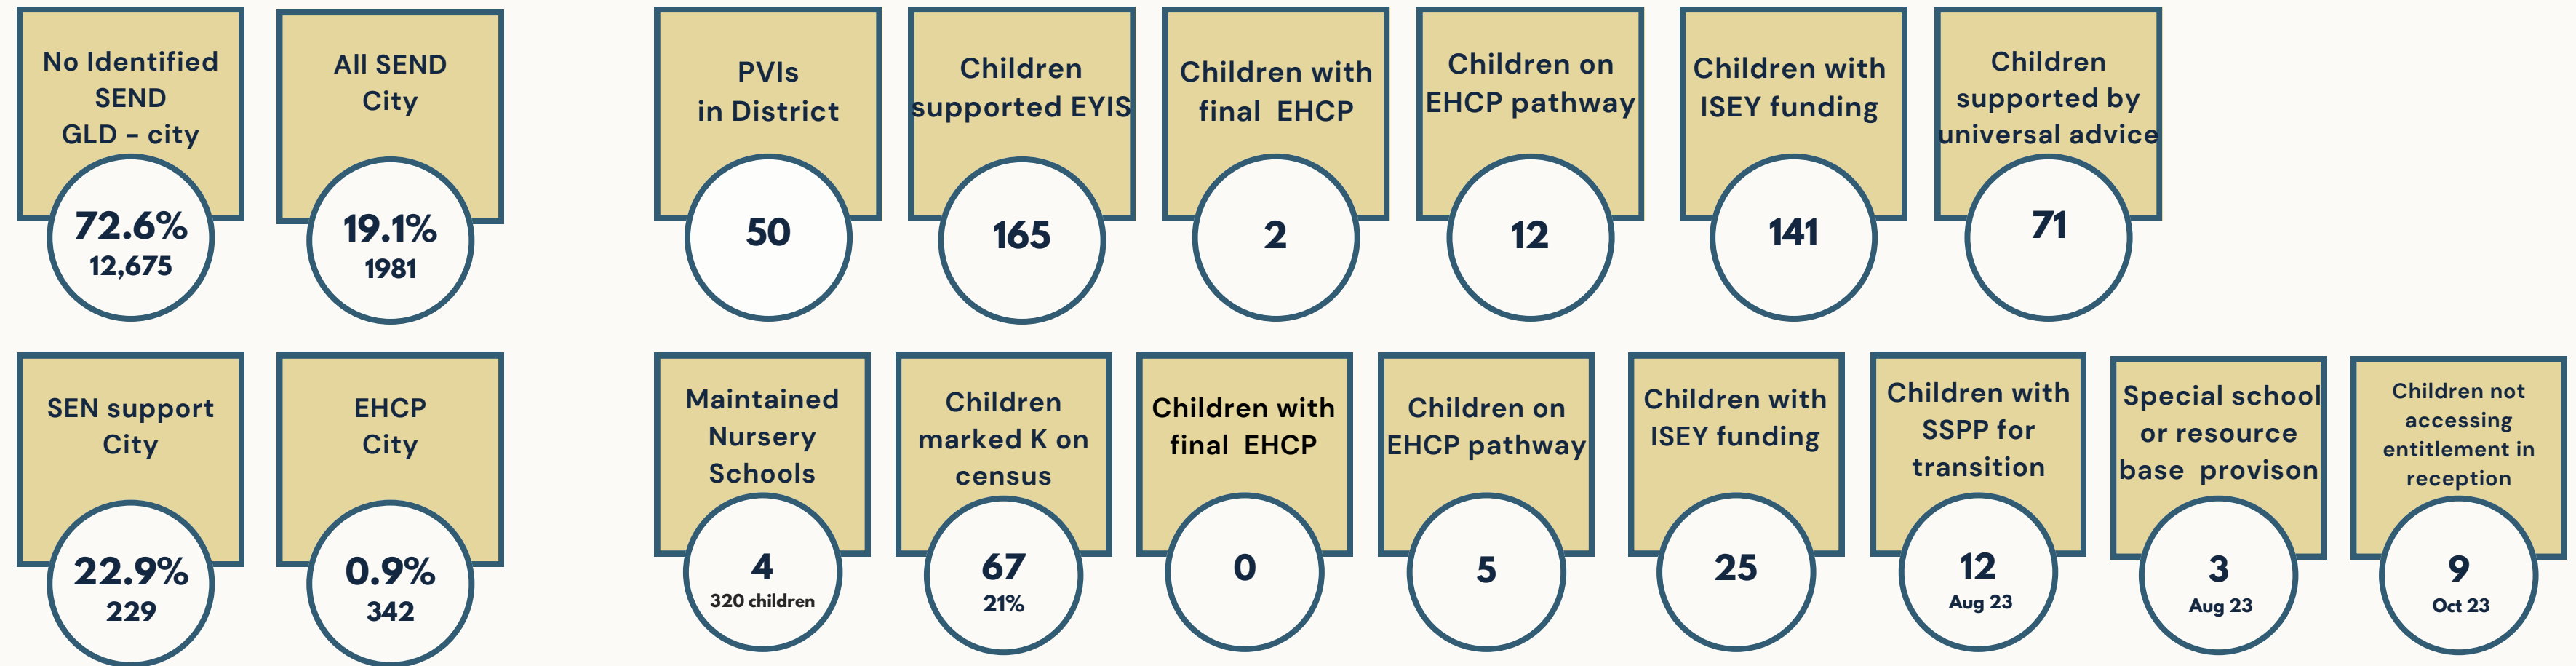 No Identified
SEND
GLD - city
72.6%
12,675
All SEND
City
19.1%
1981
PVIs
in District
50
Children
supported EYIS
165
Children with
final EHCP
2
Children on
EHCP pathway
12
Children with
ISEY funding
141
Children
supported by
universal advice
71
SEN support
City
22.9%
229
EHCP
City
0.9%
342
Maintained
Nursery
Schools
4
320 children
Children
marked K on
census
67
21%
Children with
final EHCP
0
Children on
EHCP pathway
5
Children with
ISEY funding
25
Children with
SSPP for
transition
12
Aug 23
Special school
or resource
base provison
3
Aug 23
Children not
accessing
entitlement in
reception
9
Oct 23